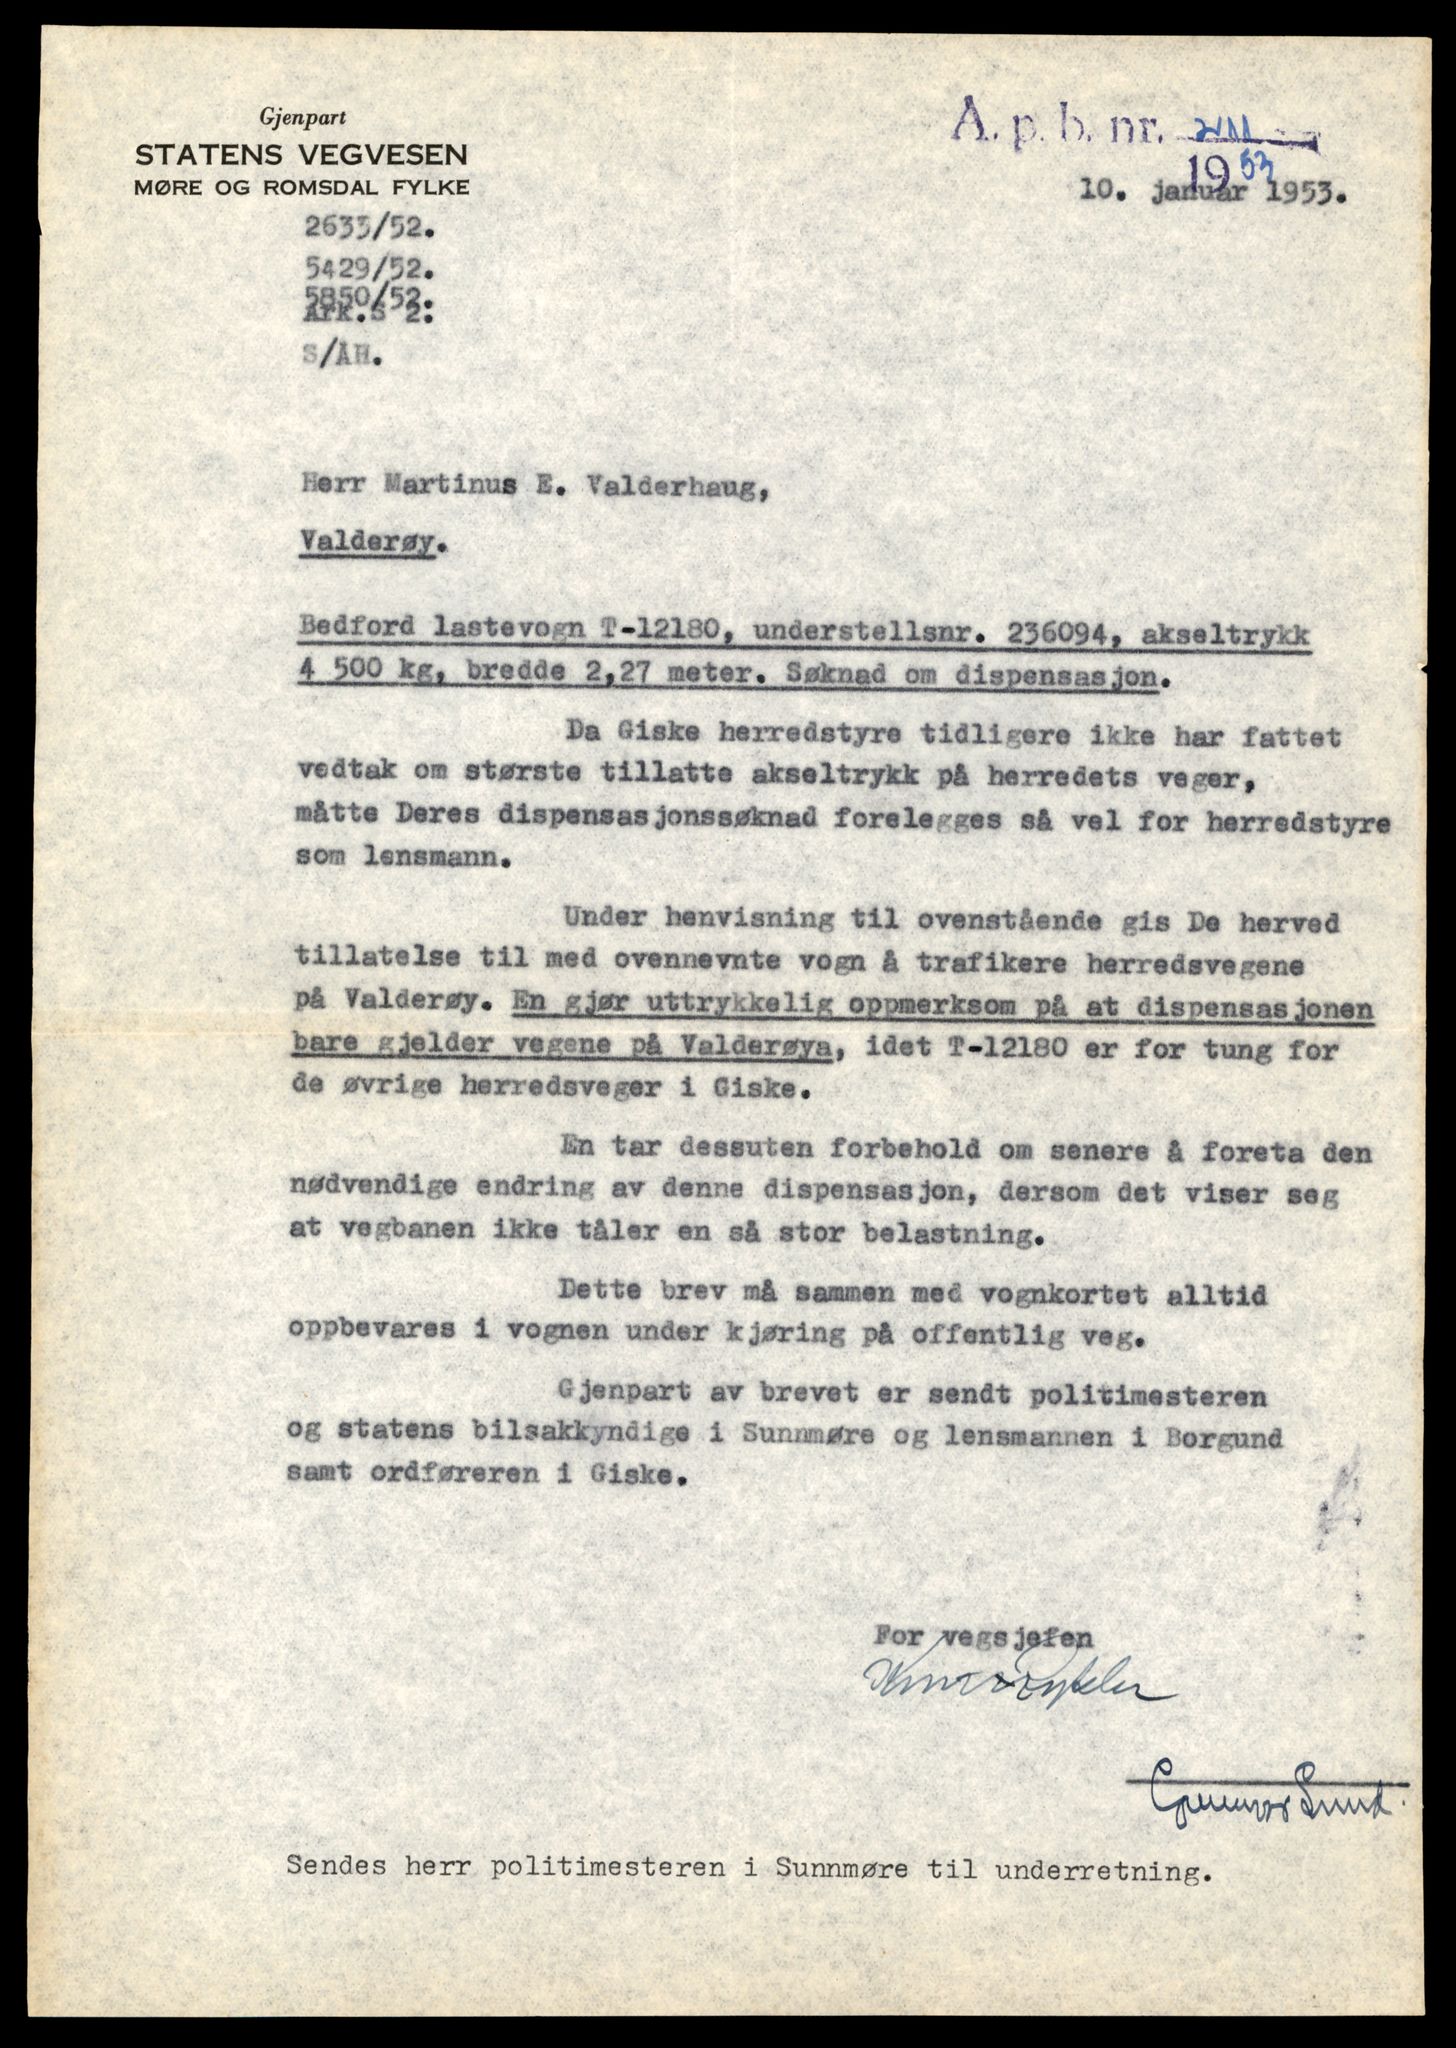 Gjenpart
STATENS VEGVESEN
MØRE OG ROMSDAL FYLKE
A. p. b. nr.
1953
10. januar 1953.
2633/52.
5429/52.
5850/52.
Ark.S 2.
S/ÅH.
Herr Martinus E. Valderhaug,
Valderøy.
Bedford lastevogn T-12180, understellsnr. 236094, akseltrykk
4 500 kg, bredde 2,27 meter. Søknad om dispensasjon.
Da Giske herredstyre tidligere ikke har fattet
vedtak om største tillatte akseltrykk på herredets veger,
måtte Deres dispensasjonssøknad forelegges så vel for herredstyre
som lensmann.
Under henvisning til ovenstående gis De herved
tillatelse til med ovennevnte vogn å trafikere herredsvegene
på Valderøy. En gjør uttrykkelig oppmerksom på at dispensasjonen
bare gjelder vegene på Valderøya, idet T-12180 er for tung for
de øvrige herredsveger i Giske.
En tar dessuten forbehold om senere å foreta den
nødvendige endring av denne dispensasjon, dersom det viser seg
at vegbanen ikke tåler en så stor belastning.
Dette brev må sammen med vognkortet alltid
oppbevares i vognen under kjøring på offentlig veg.
Gjenpart av brevet er sendt politimesteren
og statens bilsakkyndige i Sunnmøre og lensmannen i Borgund
samt ordføreren i Giske.
For vegsjefen
Gunnar Lund.
Sendes herr politimesteren i Sunnmøre til underretning.